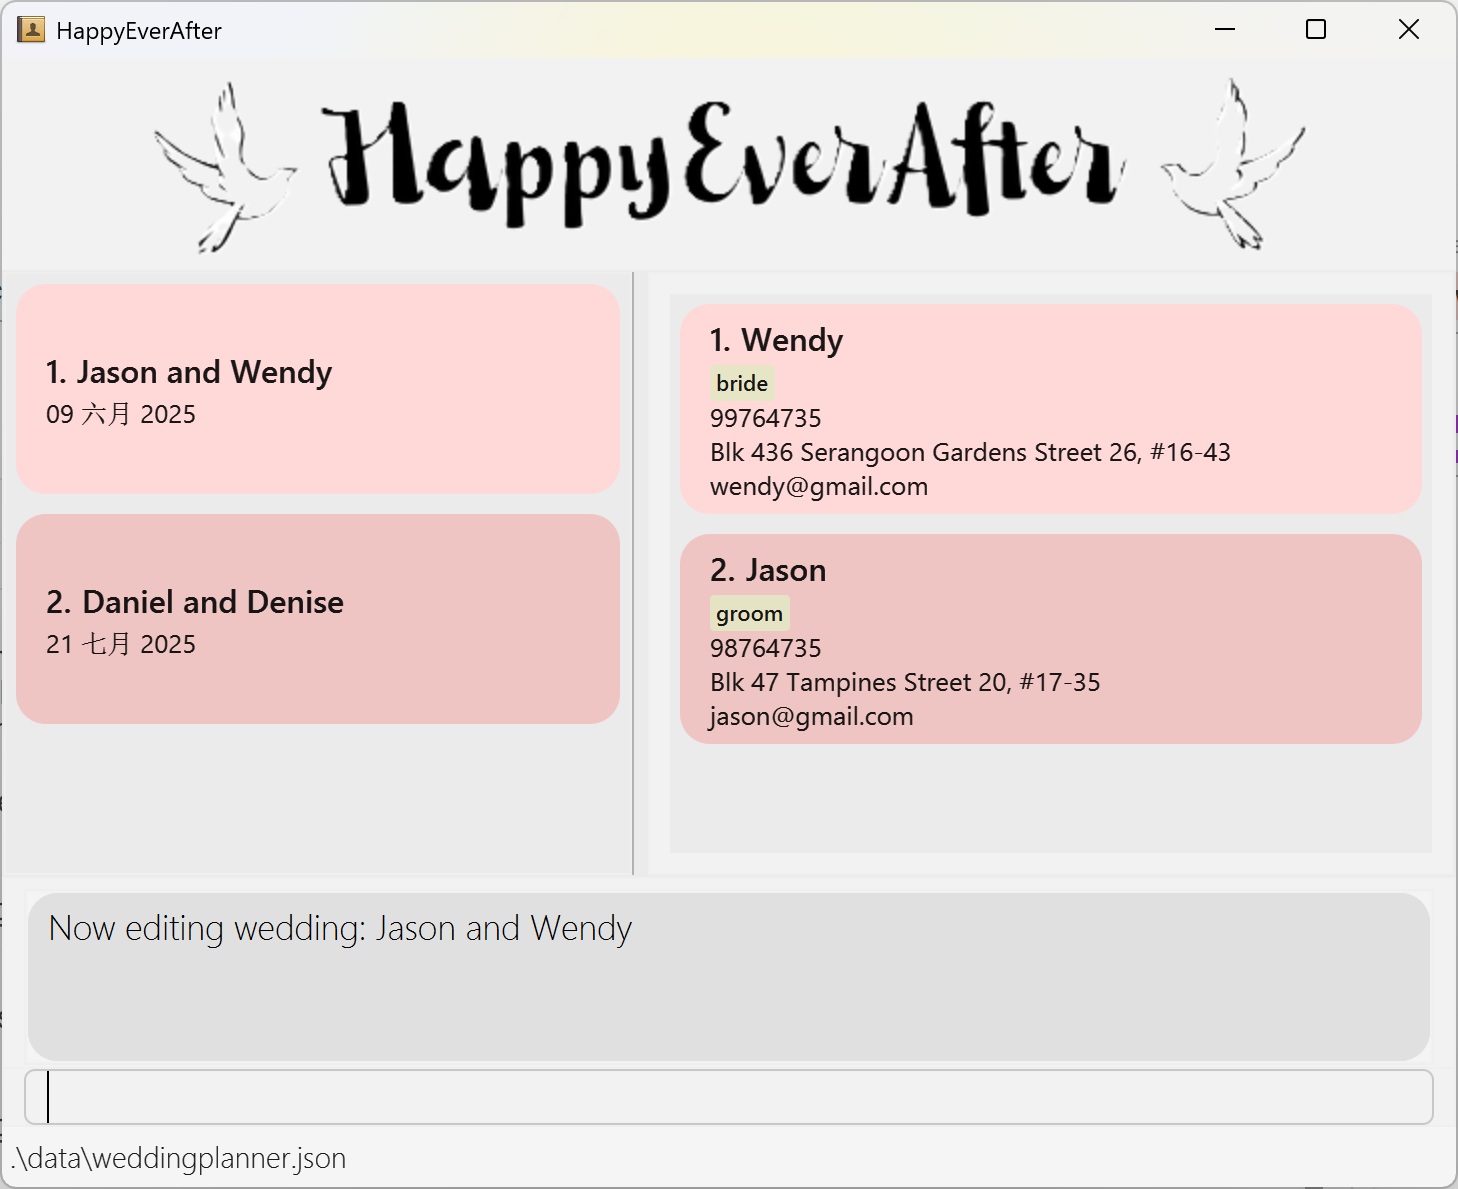 HappyEverAfter
HappyEverAfter
1. Jason and Wendy
09 六月 2025
2. Daniel and Denise
21 七月 2025
1. Wendy
bride
99764735
Blk 436 Serangoon Gardens Street 26, #16-43
wendy@gmail.com
2. Jason
groom
98764735
Blk 47 Tampines Street 20, #17-35
jason@gmail.com
Now editing wedding: Jason and Wendy
.\data\weddingplanner.json